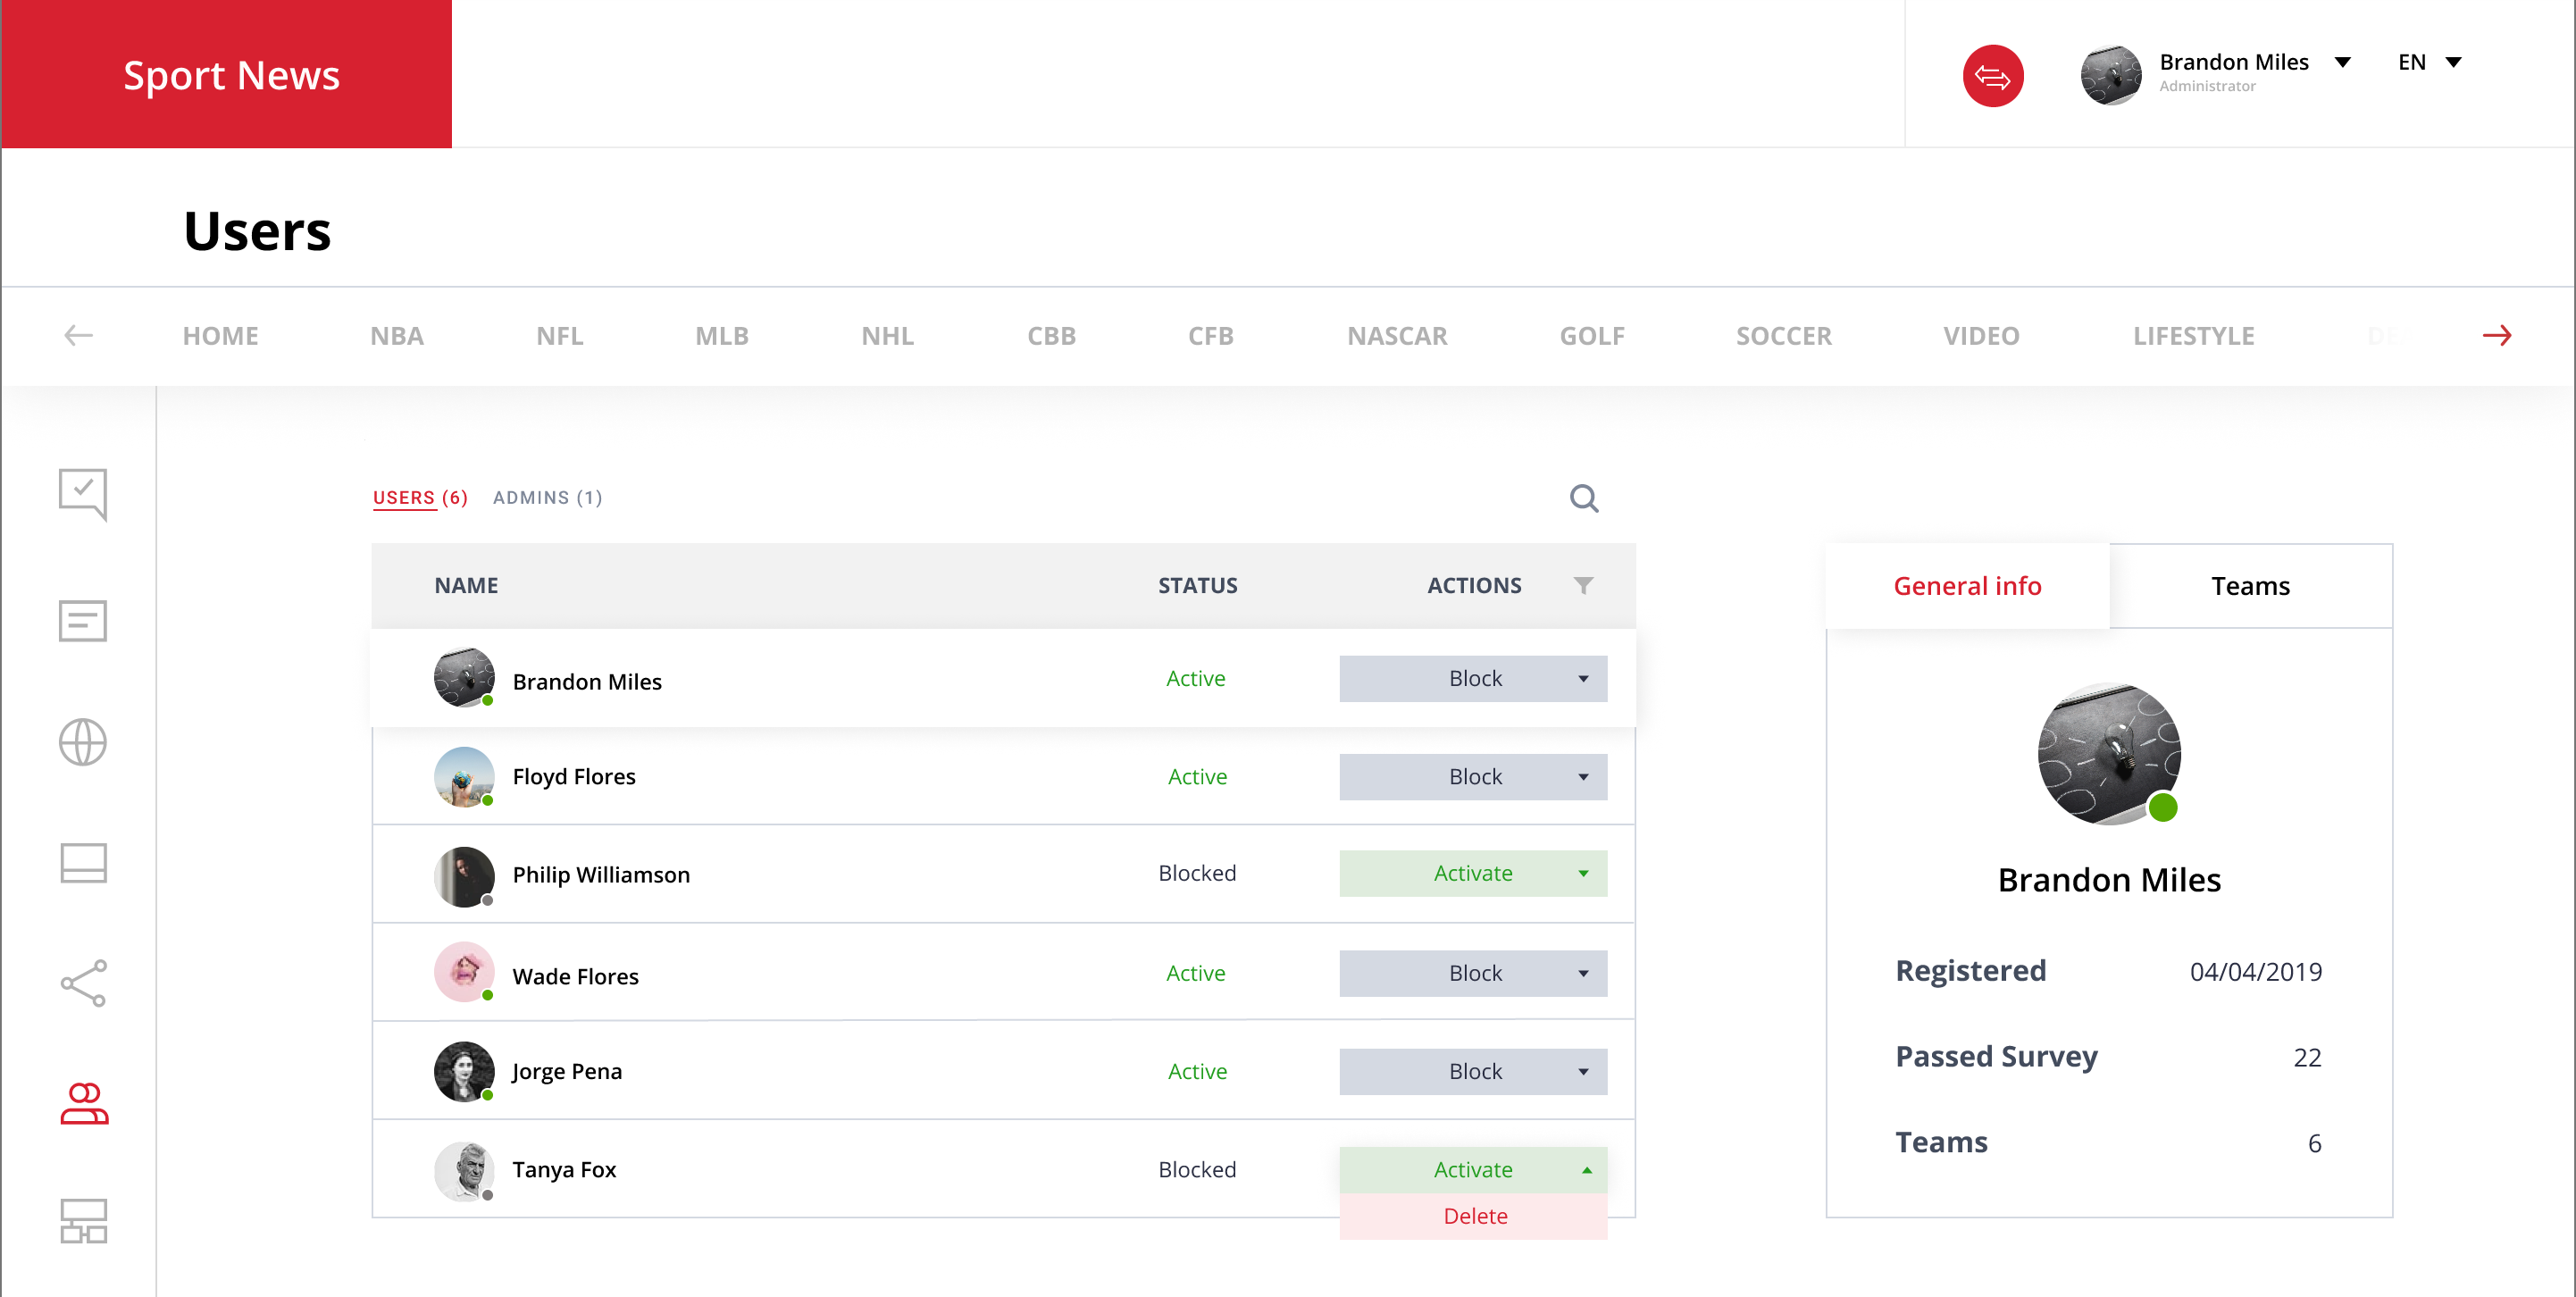 Sport News
Brandon Miles
Administrator
EN
Users
HOME NBA NFL MLB NHL CBB CFB NASCAR GOLF SOCCER VIDEO LIFESTYLE DE
USERS (6) ADMINS (1)
NAME STATUS ACTIONS
Brandon Miles Active Block
Floyd Flores Active Block
Philip Williamson Blocked Activate
Wade Flores Active Block
Jorge Pena Active Block
Tanya Fox Blocked Activate
Delete
General info Teams
Brandon Miles
Registered 04/04/2019
Passed Survey 22
Teams 6